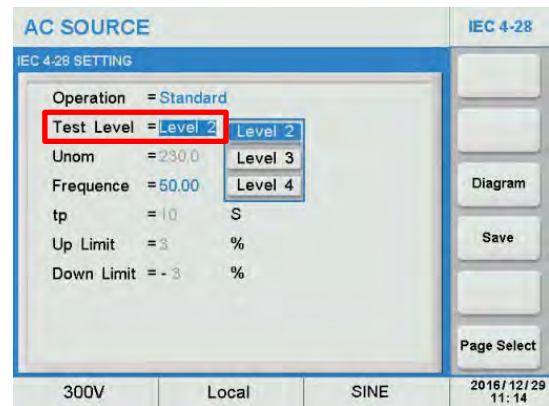 AC SOURCE
IEC 4-28
IEC 4-28 SETTING
Operation = Standard
Test Level = Level 2
Level 2
Level 3
Level 4
Unom = 230.0
Frequence = 50.00
tp = 10 S
Up Limit = 3 %
Down Limit = - 3 %
Diagram
Save
Page Select
300V
Local
SINE
2016/12/29
11:14